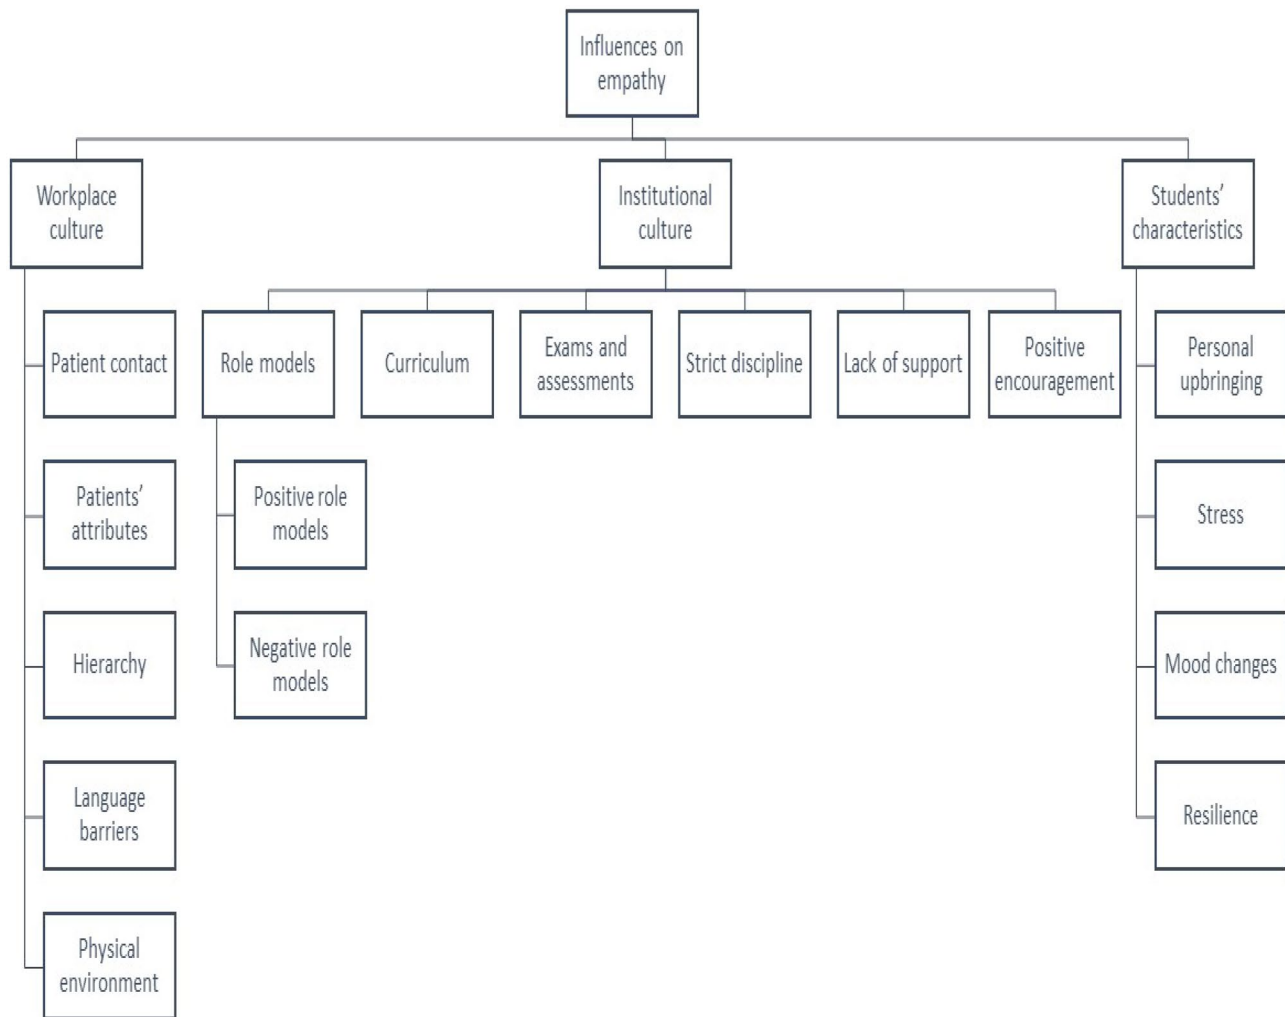 Influences on
empathy
Workplace
culture
Institutional
culture
Students’
characteristics
Patient contact
Role models
Curriculum
Exams and
assessments
Strict discipline
Lack of support
Positive
encouragement
Personal
upbringing
Patients’
attributes
Positive role
models
Stress
Hierarchy
Negative role
models
Mood changes
Language
barriers
Resilience
Physical
environment